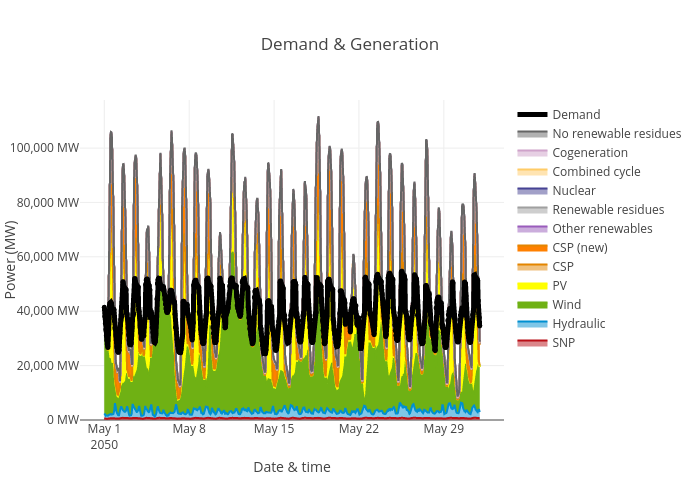 Demand & Generation
Power (MW)
100,000 MW
80,000 MW
60,000 MW
40,000 MW
20,000 MW
0 MW
May 1
2050
May 8
May 15
May 22
May 29
Date & time
Demand
No renewable residues
Cogeneration
Combined cycle
Nuclear
Renewable residues
Other renewables
CSP (new)
CSP
PV
Wind
Hydraulic
SNP